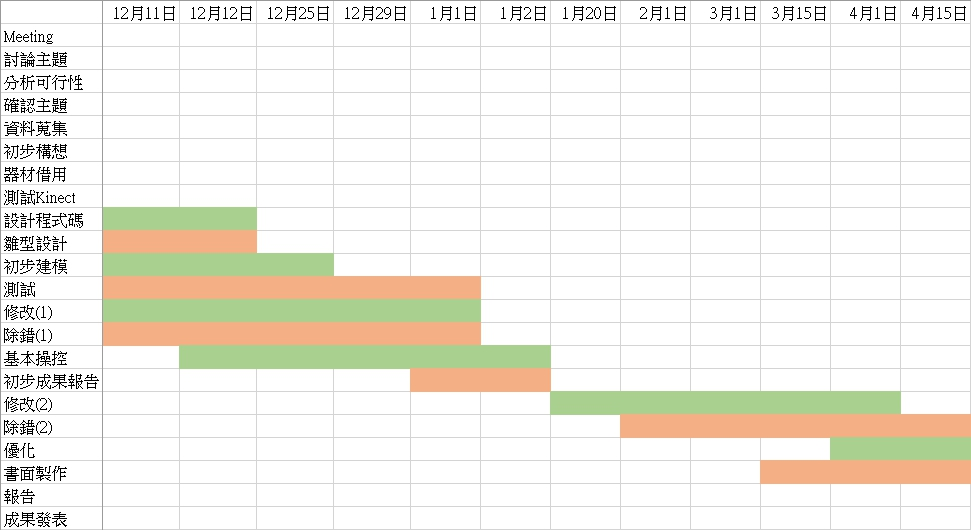 12月11日 12月12日 12月25日 12月29日 1月1日 1月2日 1月20日 2月1日 3月1日 3月15日 4月1日 4月15日
Meeting
討論主題
分析可行性
確認主題
資料蒐集
初步構想
器材借用
測試Kinect
設計程式碼
雛型設計
初步建模
測試
修改(1)
除錯(1)
基本操控
初步成果報告
修改(2)
除錯(2)
優化
書面製作
報告
成果發表